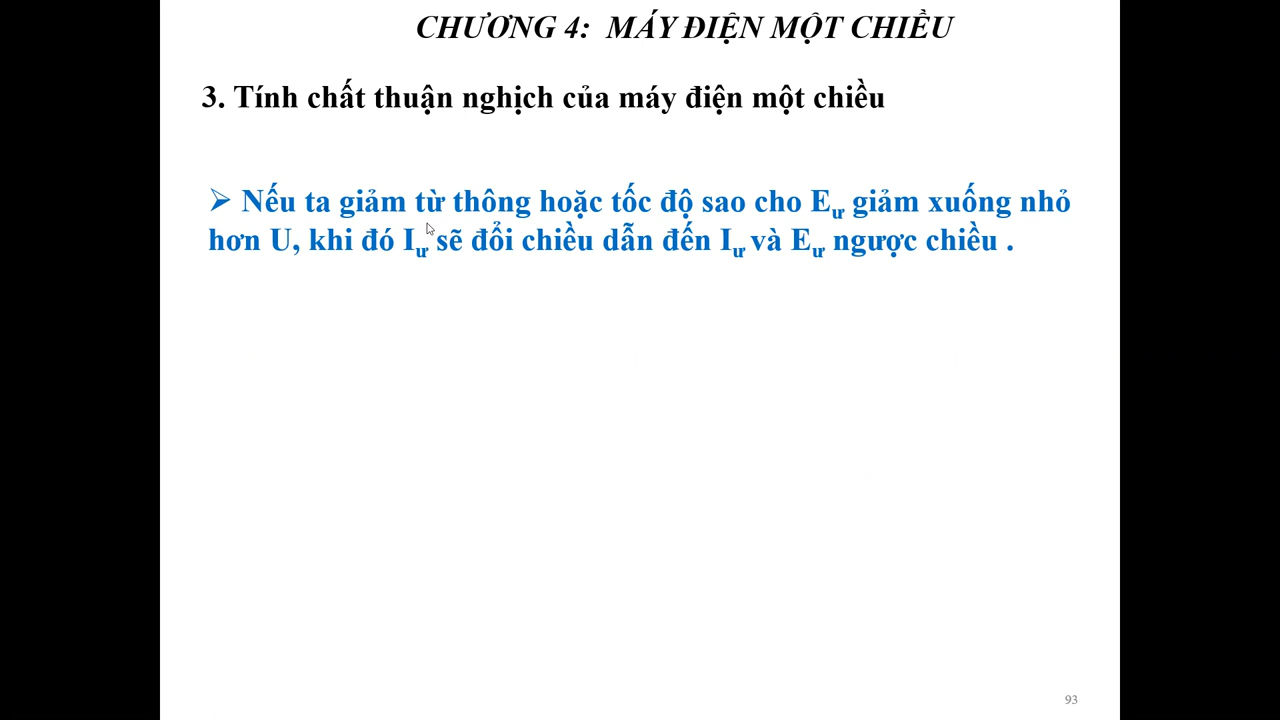 CHƯƠNG 4: MÁY ĐIỆN MỘT CHIỀU
3. Tính chất thuận nghịch của máy điện một chiều
➢ Nếu ta giảm từ thông hoặc tốc độ sao cho Eư giảm xuống nhỏ
hơn U, khi đó Iư sẽ đổi chiều dẫn đến Iư và Eư ngược chiều .
93